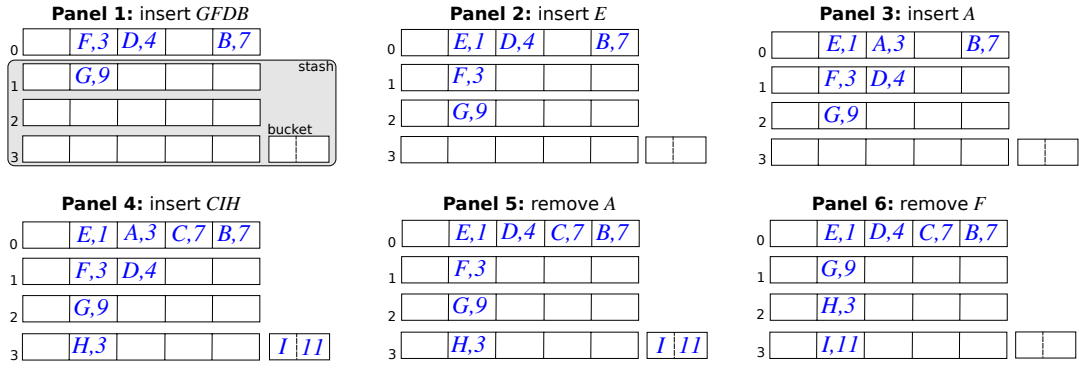 Panel 1: insert GFDB
0 F,3 D,4 B,7
stash
1 G,9
2
bucket
3
Panel 2: insert E
0 E,1 D,4 B,7
1 F,3
2 G,9
3
Panel 3: insert A
0 E,1 A,3 B,7
1 F,3 D,4
2 G,9
3
Panel 4: insert CIH
0 E,1 A,3 C,7 B,7
1 F,3 D,4
2 G,9
3 H,3 I 11
Panel 5: remove A
0 E,1 D,4 C,7 B,7
1 F,3
2 G,9
3 H,3 I 11
Panel 6: remove F
0 E,1 D,4 C,7 B,7
1 G,9
2 H,3
3 I,11